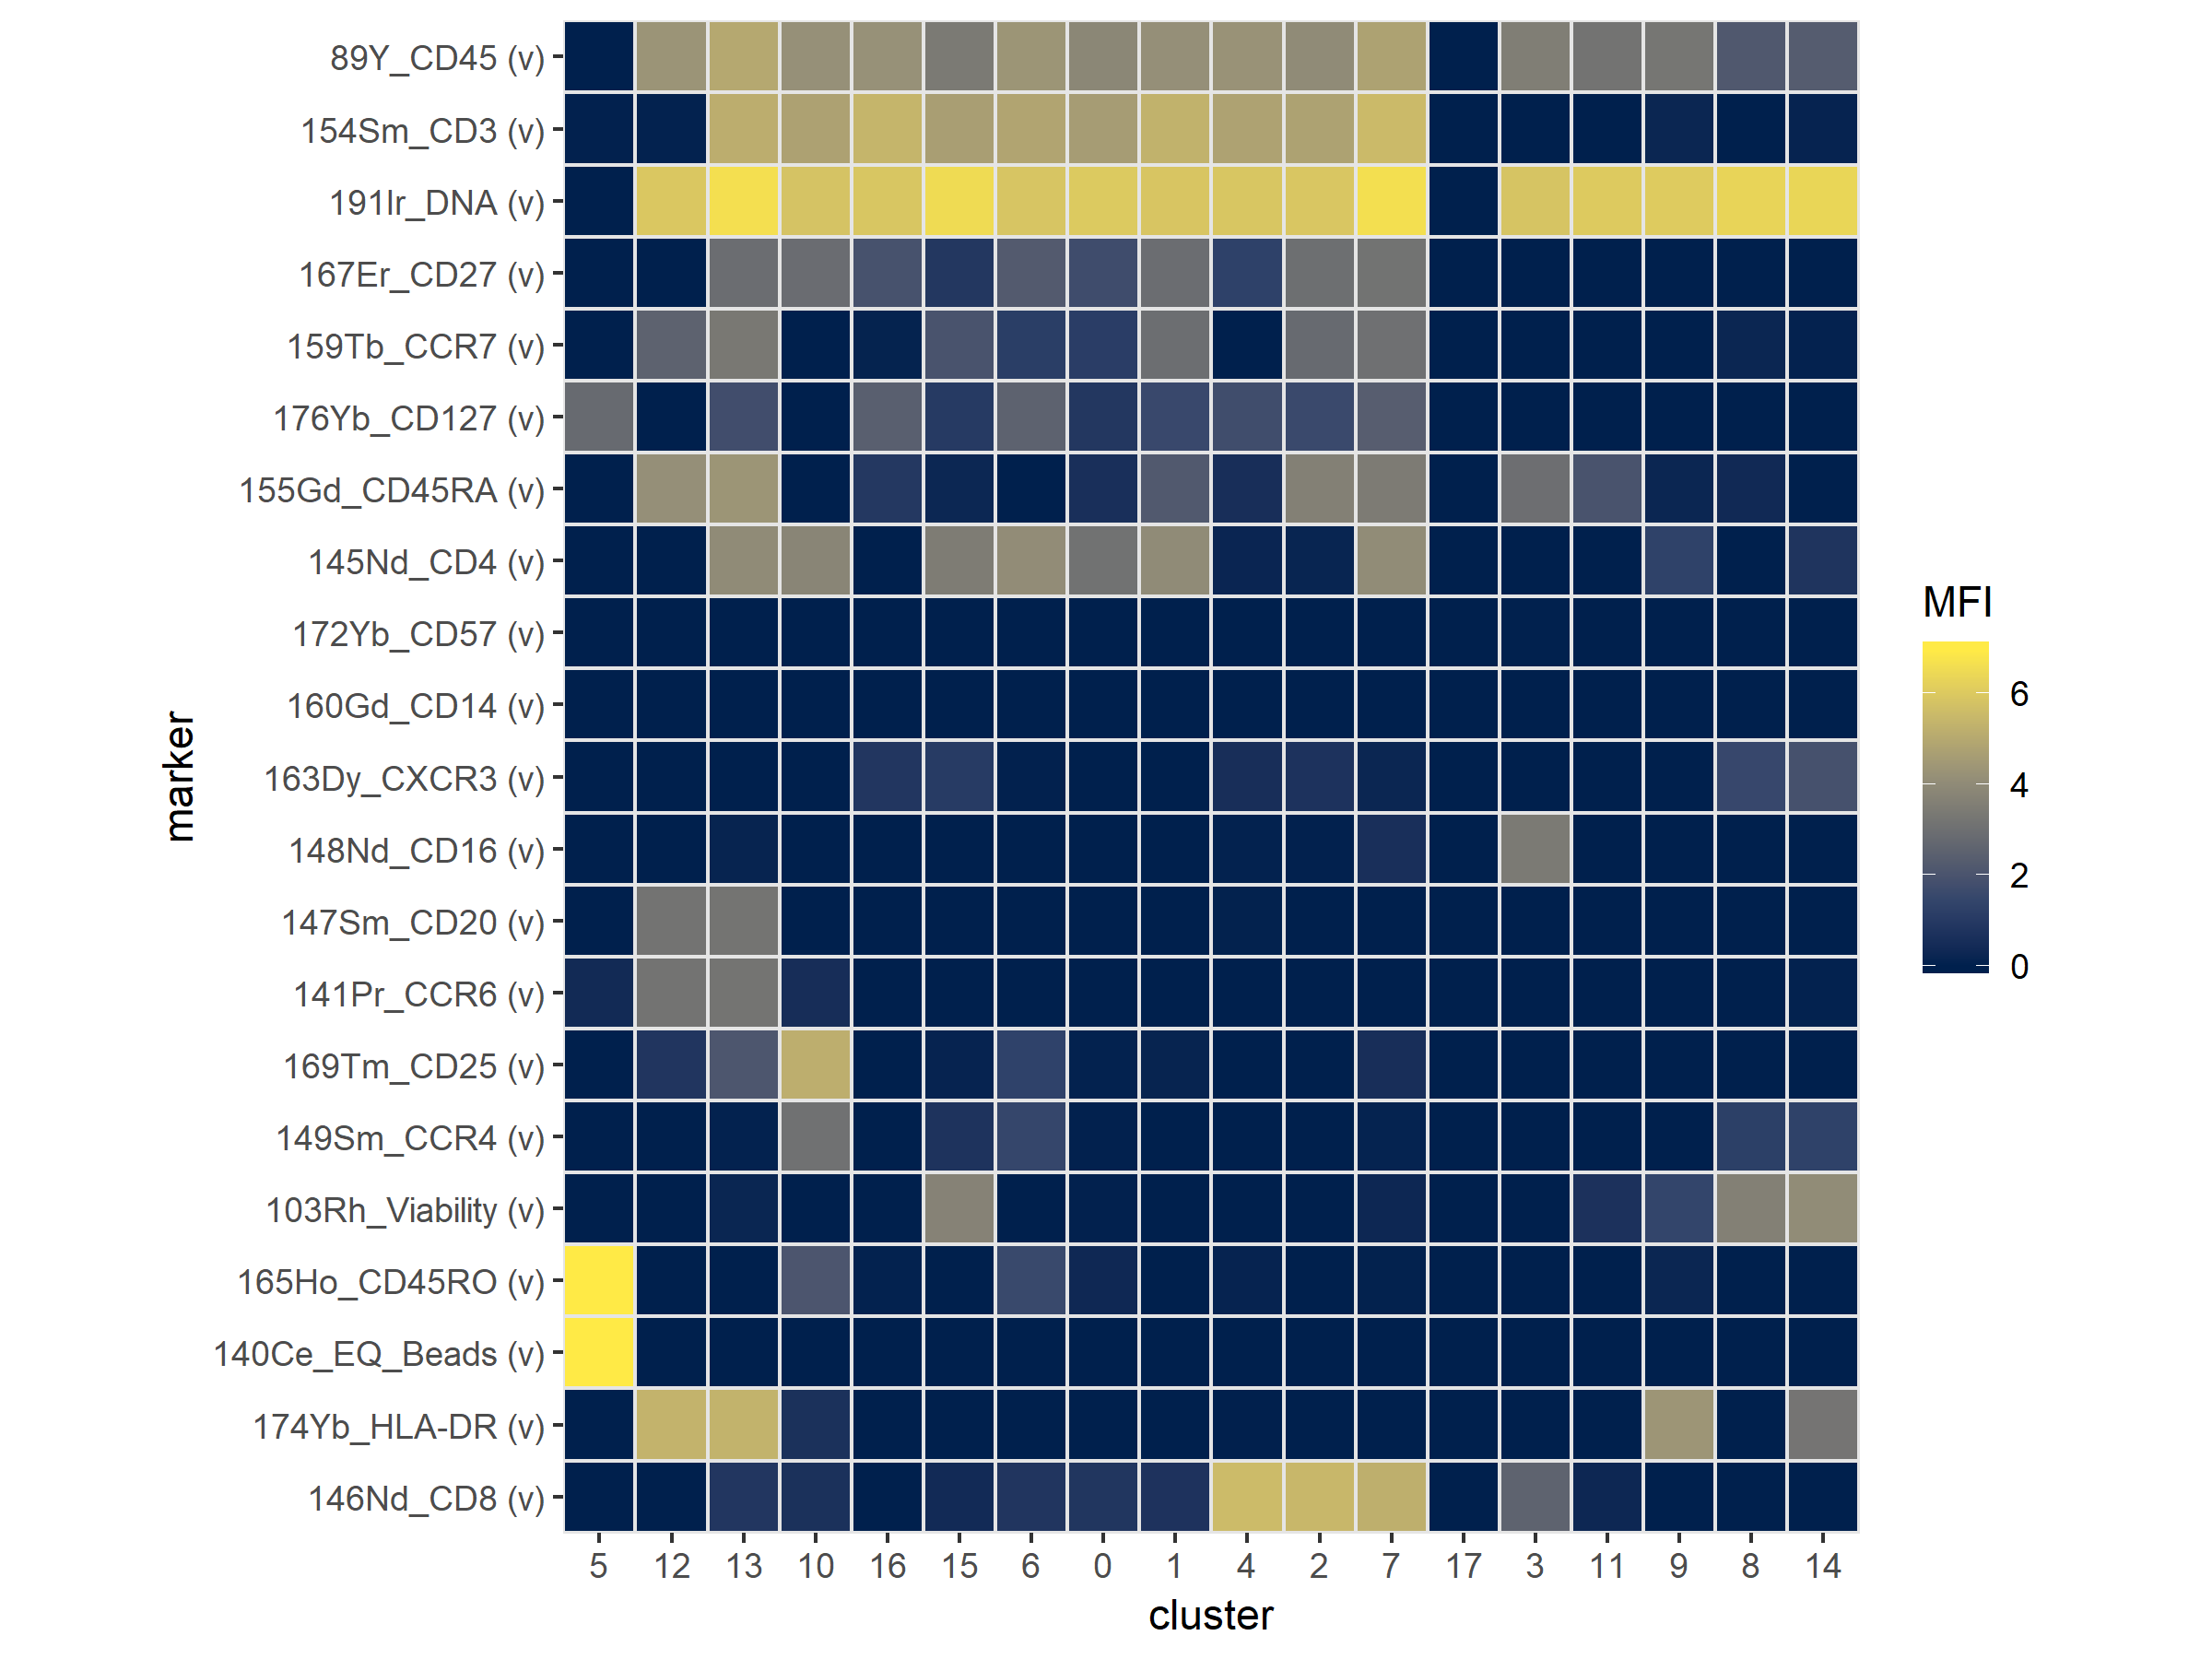 89Y_CD45 (v)
154Sm_CD3 (v)
191Ir_DNA (v)
167Er_CD27 (v)
159Tb_CCR7 (v)
176Yb_CD127 (v)
155Gd_CD45RA (v)
145Nd_CD4 (v)
172Yb_CD57 (v)
160Gd_CD14 (v)
163Dy_CXCR3 (v)
148Nd_CD16 (v)
147Sm_CD20 (v)
141Pr_CCR6 (v)
169Tm_CD25 (v)
149Sm_CCR4 (v)
103Rh_Viability (v)
165Ho_CD45RO (v)
140Ce_EQ_Beads (v)
174Yb_HLA-DR (v)
146Nd_CD8 (v)
marker
5 12 13 10 16 15 6 0 1 4 2 7 17 3 11 9 8 14
cluster
MFI
6
4
2
0